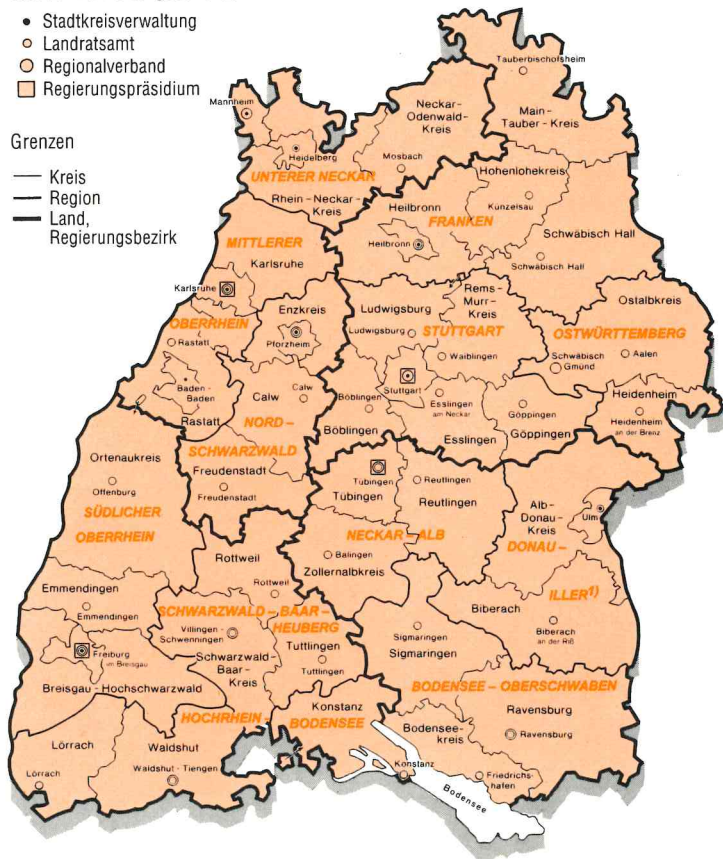 Stadtkreisverwaltung
Landratsamt
Regionalverband
Regierungspräsidium
Grenzen
Kreis
Region
Land,
Regierungsbezirk
Tauberbischofsheim
Main-
Tauber-Kreis
Neckar-
Odenwald-
Kreis
Mosbach
Mannheim
Heidelberg
UNTERER NECKAR
Rhein-Neckar-
Kreis
Hohenlohekreis
Künzelsau
Heilbronn
FRANKEN
Heilbronn
Schwäbisch Hall
Schwäbisch Hall
MITTLERER
Karlsruhe
Karlsruhe
OBERRHEIN
Rastatt
Baden-
Baden
Rastatt
Enzkreis
Pforzheim
Calw
Calw
NORD –
SCHWARZWALD
Freudenstadt
Freudenstadt
Rems-
Murr-
Kreis
Ludwigsburg
Ludwigsburg
STUTTGART
Waiblingen
Stuttgart
Böblingen
Böblingen
Esslingen
am Neckar
Esslingen
Göppingen
Göppingen
Ostalbkreis
OSTWÜRTTEMBERG
Schwäbisch
Gmünd
Aalen
Heidenheim
Heidenheim
an der Brenz
Ortenaukreis
Offenburg
SÜDLICHER
OBERRHEIN
Emmendingen
Emmendingen
Freiburg
im Breisgau
Breisgau-Hochschwarzwald
Tübingen
Tübingen
Reutlingen
Reutlingen
NECKAR – ALB
Balingen
Zollernalbkreis
Alb-
Donau-
Kreis
Ulm
DONAU –
ILLER1)
Biberach
Biberach
an der Riß
Rottweil
Rottweil
SCHWARZWALD – BAAR –
HEUBERG
Villingen-
Schwenningen
Schwarzwald-
Baar-
Kreis
Tuttlingen
Tuttlingen
Sigmaringen
Sigmaringen
BODENSEE – OBERSCHWABEN
Ravensburg
Ravensburg
Bodensee-
kreis
Friedrichs-
hafen
HOCHRHEIN –
BODENSEE
Konstanz
Konstanz
Lörrach
Lörrach
Waldshut
Waldshut-Tiengen
Bodensee